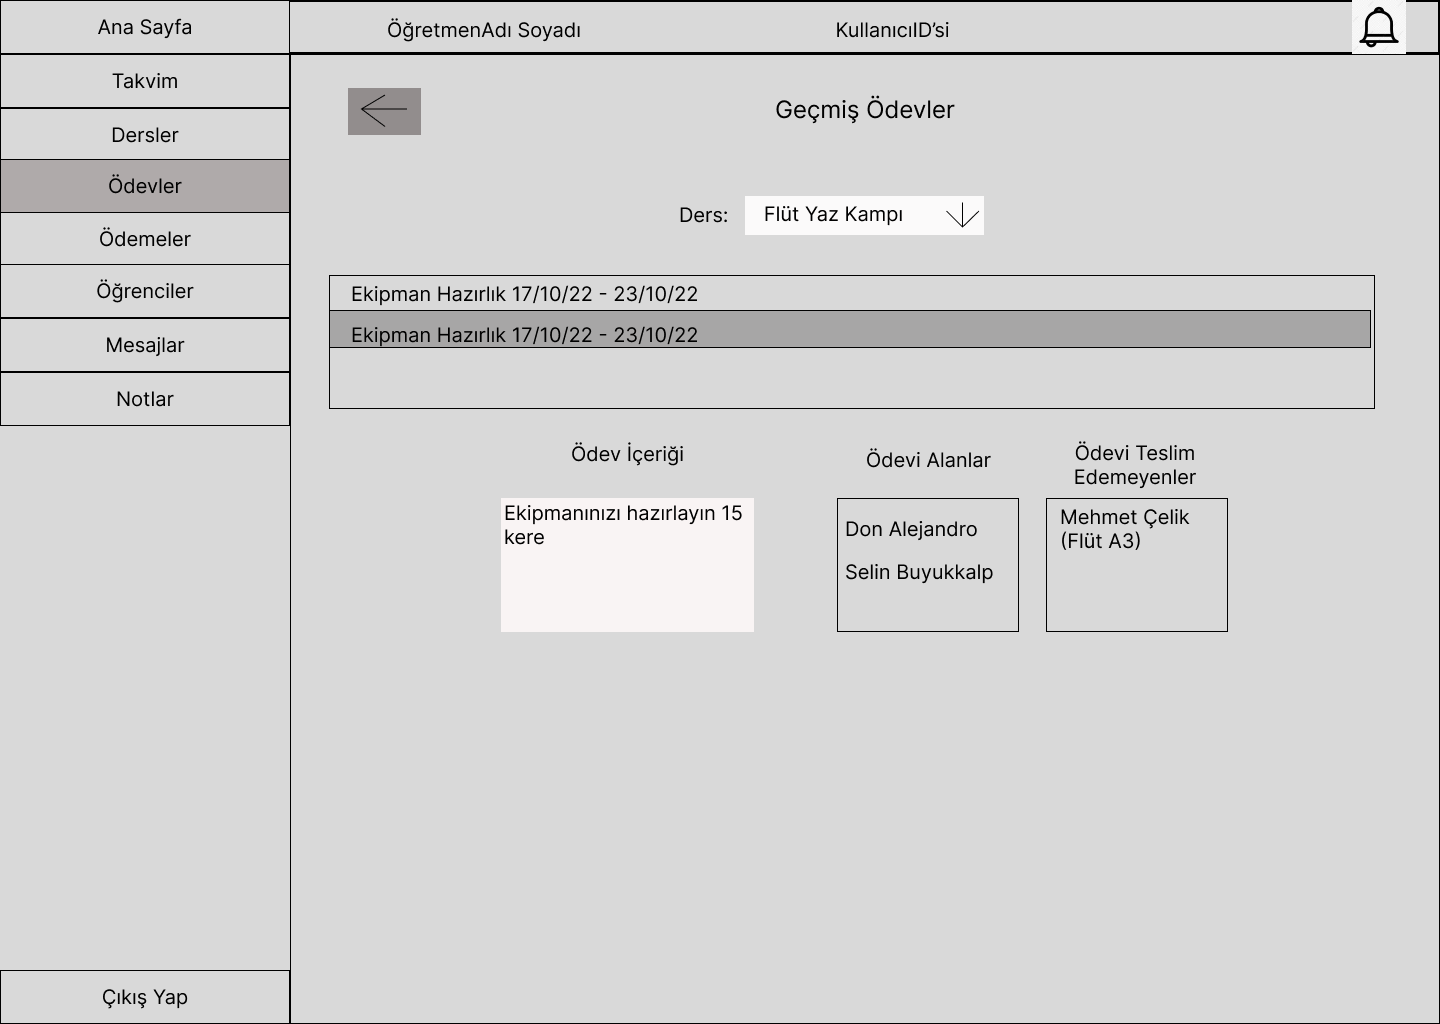 Ana Sayfa
ÖğretmenAdı Soyadı
KullanıcıID’si
Takvim
Dersler
Ödevler
Ödemeler
Öğrenciler
Mesajlar
Notlar
Çıkış Yap
Geçmiş Ödevler
Ders:
Flüt Yaz Kampı
Ekipman Hazırlık 17/10/22 - 23/10/22
Ekipman Hazırlık 17/10/22 - 23/10/22
Ödev İçeriği
Ekipmanınızı hazırlayın 15
kere
Ödevi Alanlar
Don Alejandro
Selin Buyukkalp
Ödevi Teslim
Edemeyenler
Mehmet Çelik
(Flüt A3)